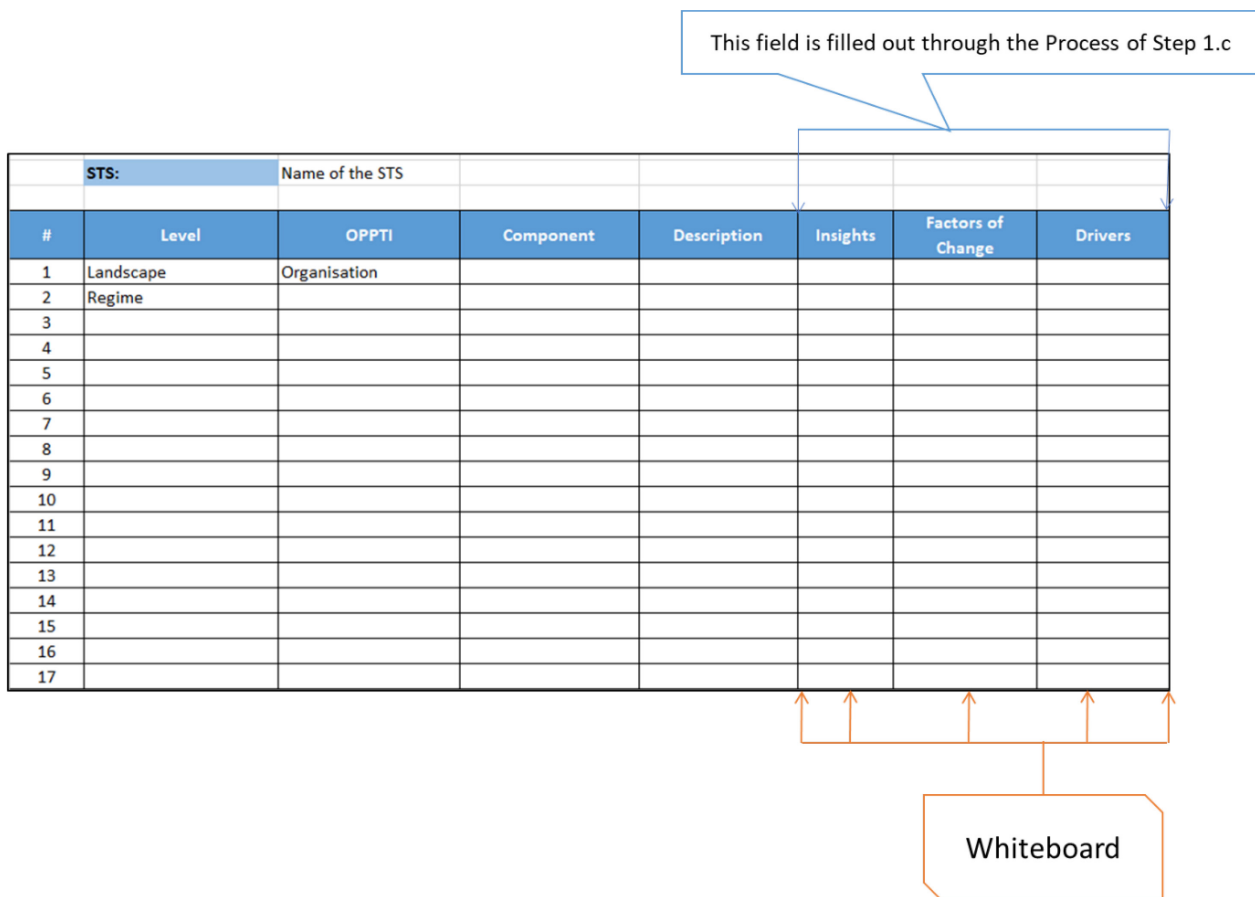 This field is filled out through the Process of Step 1.c
STS: Name of the STS
# Level OPPTI Component Description Insights Factors of Change Drivers
1 Landscape Organisation
2 Regime
3
4
5
6
7
8
9
10
11
12
13
14
15
16
17
Whiteboard